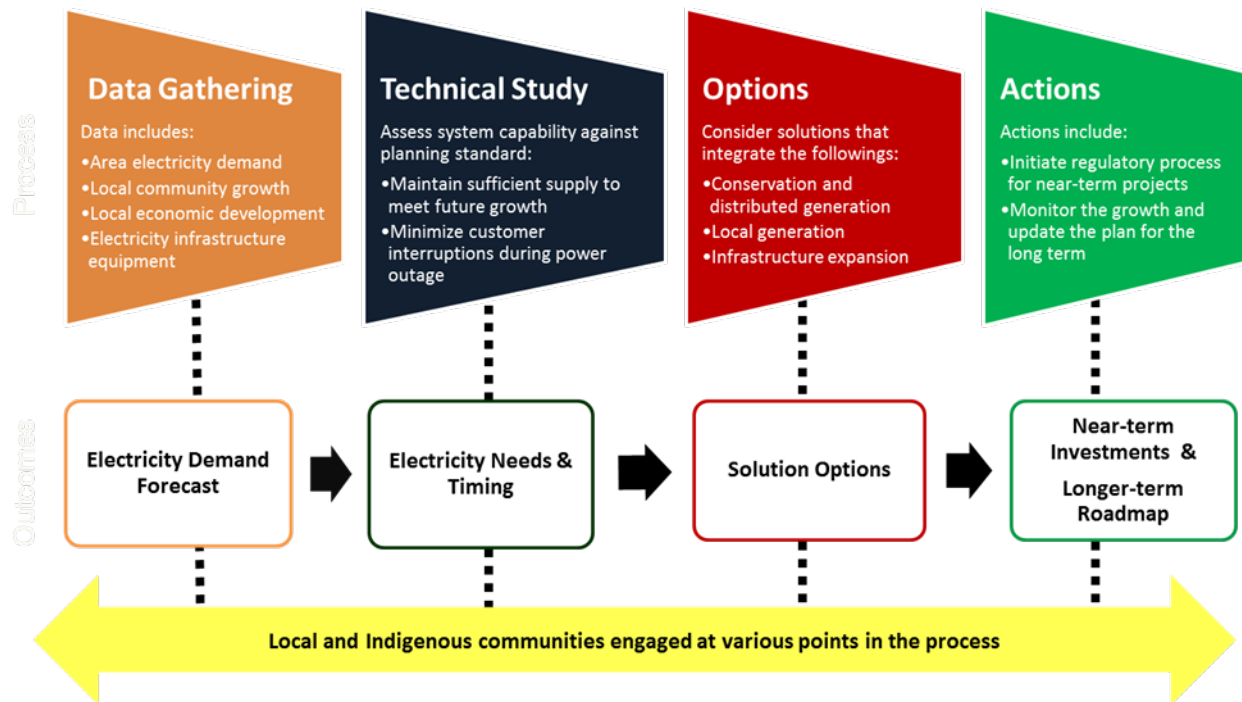 Process
Data Gathering
Data includes:
•Area electricity demand
•Local community growth
•Local economic development
•Electricity infrastructure
equipment
Technical Study
Assess system capability against
planning standard:
•Maintain sufficient supply to
meet future growth
•Minimize customer
interruptions during power
outage
Options
Consider solutions that
integrate the followings:
•Conservation and
distributed generation
•Local generation
•Infrastructure expansion
Actions
Actions include:
•Initiate regulatory process
for near-term projects
•Monitor the growth and
update the plan for the
long term
Outcomes
Electricity Demand
Forecast
Electricity Needs &
Timing
Solution Options
Near-term
Investments &
Longer-term
Roadmap
Local and Indigenous communities engaged at various points in the process